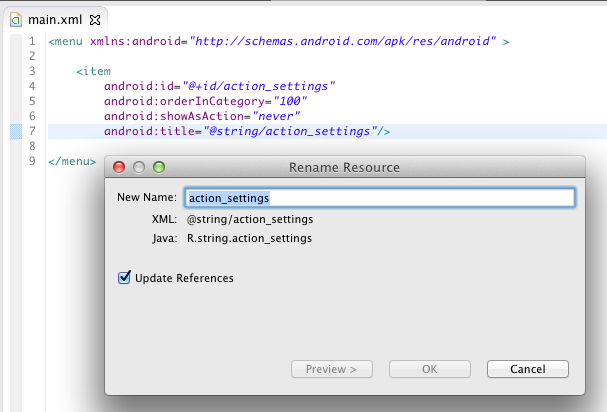 main.xml
1 <menu xmlns:android="http://schemas.android.com/apk/res/android" >
2
3 <item
4 android:id="@+id/action_settings"
5 android:orderInCategory="100"
6 android:showAsAction="never"
7 android:title="@string/action_settings"/>
8
9 </menu>
Rename Resource
New Name: action_settings
XML: @string/action_settings
Java: R.string.action_settings
Update References
Preview > OK Cancel